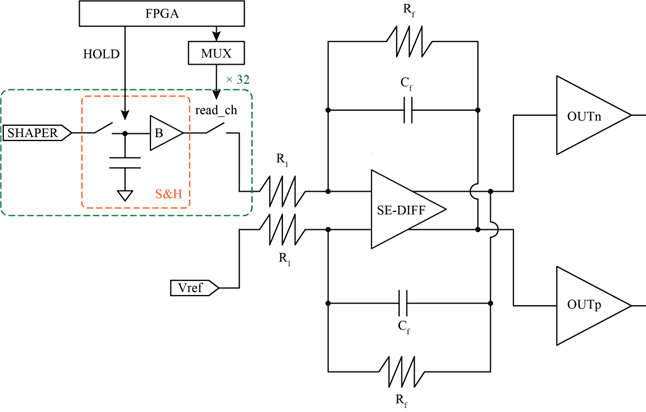 FPGA
HOLD
MUX
× 32
SHAPER
B
read_ch
S&H
R1
R1
Vref
Rf
Cf
SE-DIFF
Cf
Rf
OUTn
OUTp